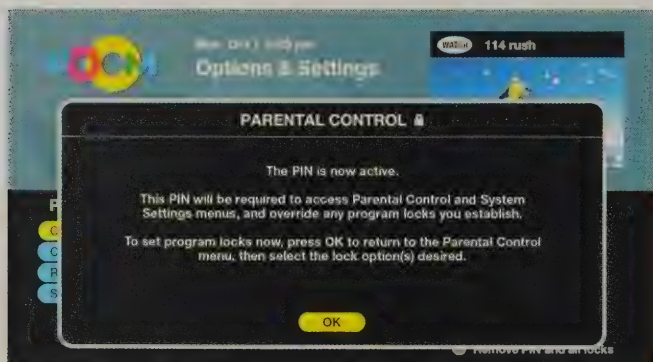 VOOM
Options & Settings
WATCH 114 rush
PARENTAL CONTROL
The PIN is now active.
This PIN will be required to access Parental Control and System
Settings menus, and override any program locks you establish.
To set program locks now, press OK to return to the Parental Control
menu, then select the lock option(s) desired.
OK
Remove PIN and all locks